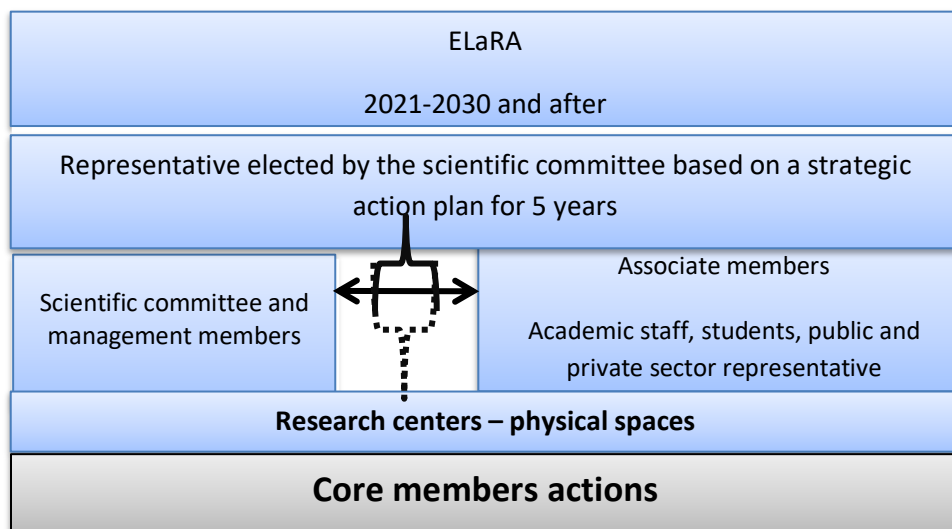 ELaRA
2021-2030 and after
Representative elected by the scientific committee based on a strategic
action plan for 5 years
Scientific committee and
management members
Associate members
Academic staff, students, public and
private sector representative
Research centers – physical spaces
Core members actions